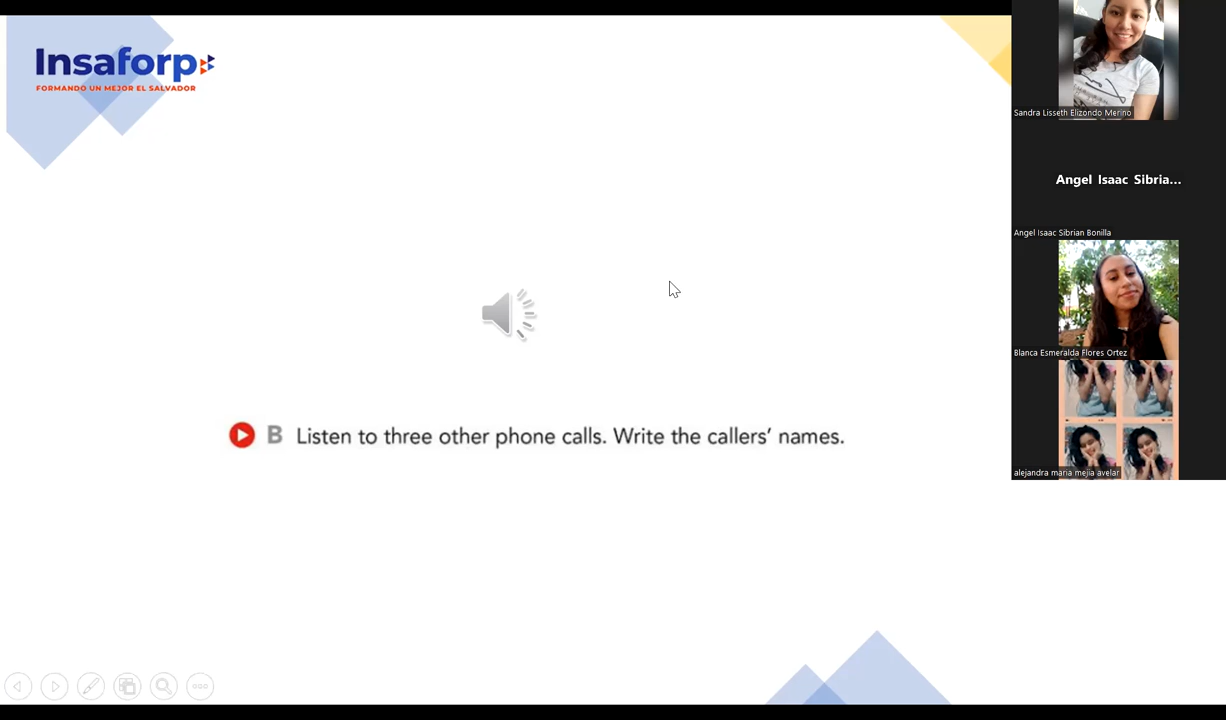 Insaforp
FORMANDO UN MEJOR EL SALVADOR
B Listen to three other phone calls. Write the callers' names.
Sandra Lisseth Elizondo Merino
Angel Isaac Sibria...
Angel Isaac Sibrian Bonilla
Blanca Esmeralda Flores Ortez
alejandra maria mejia avelar